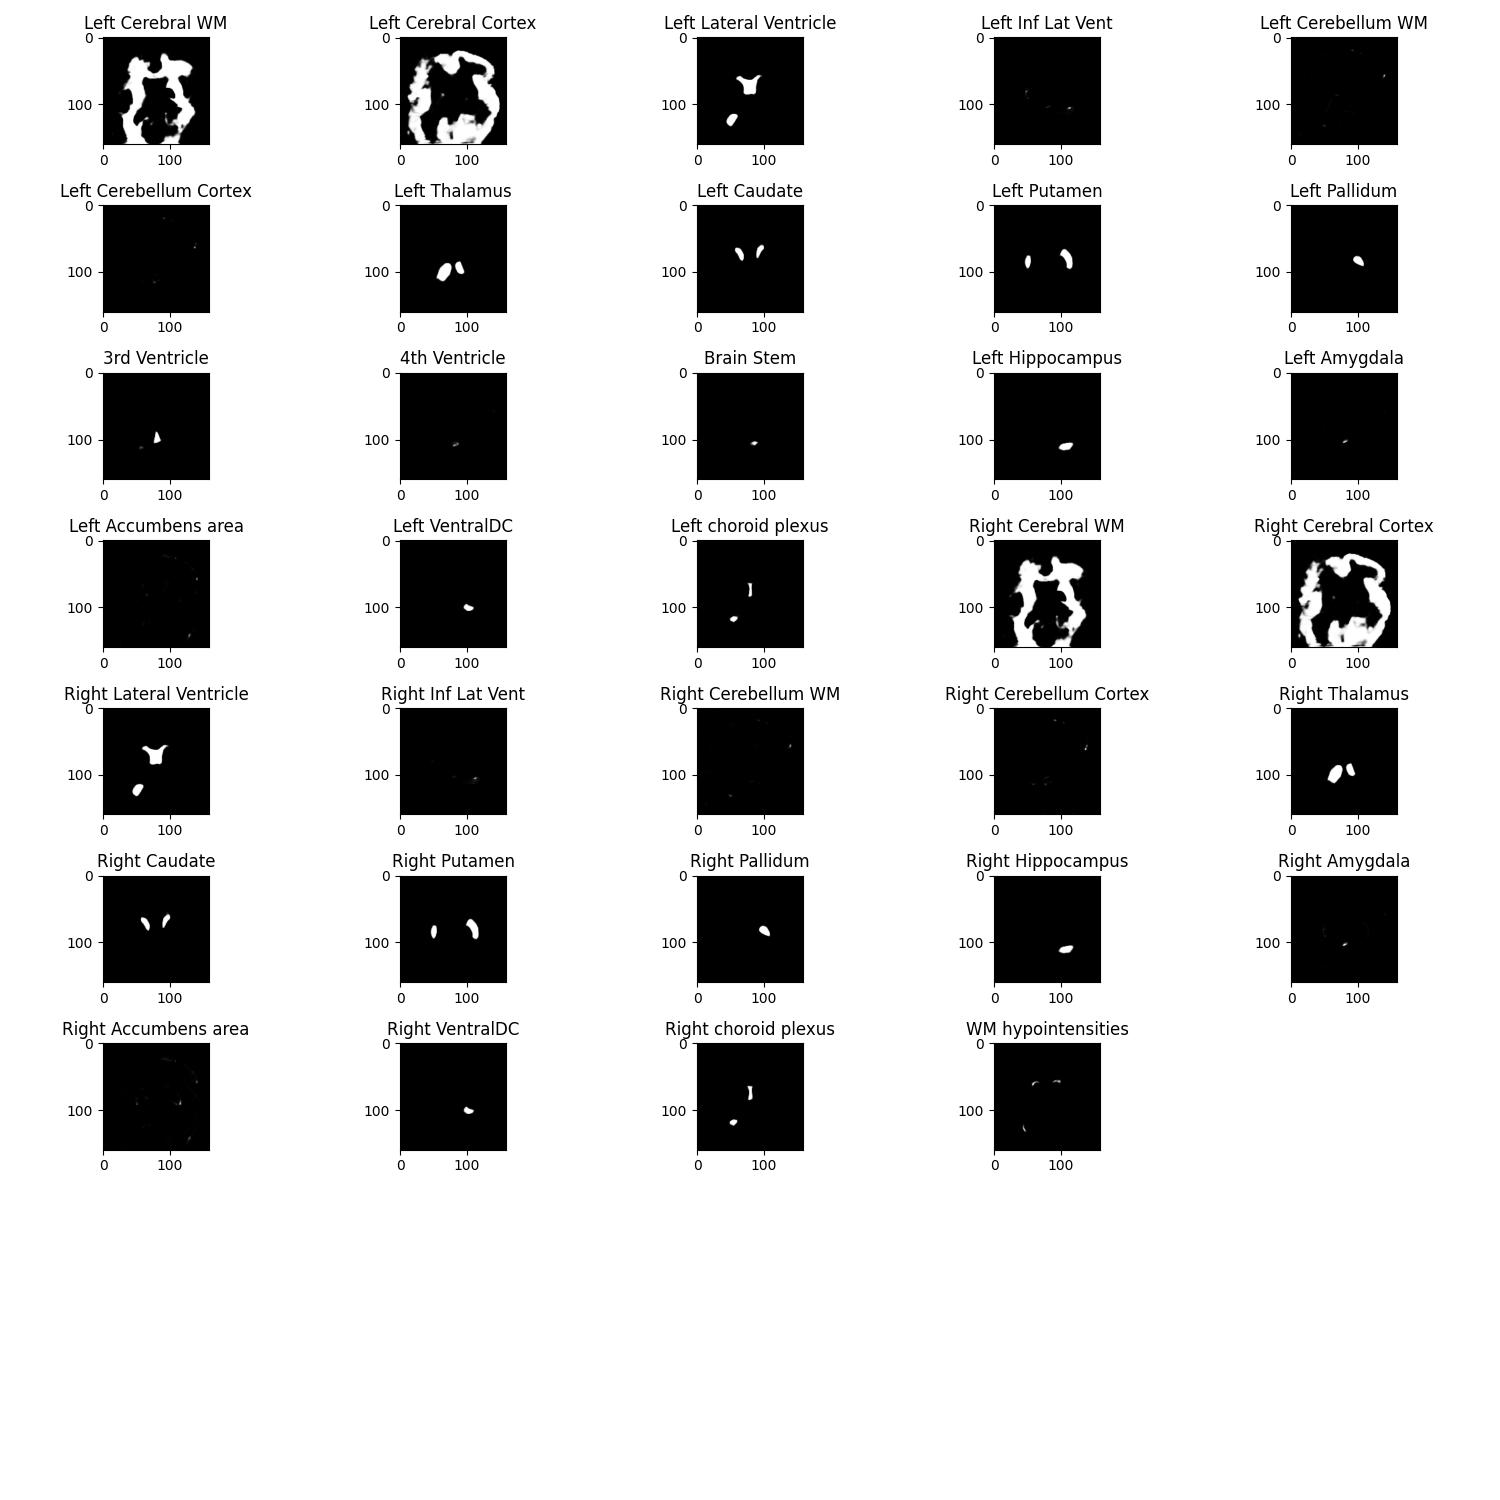 Left Cerebral WM Left Cerebral Cortex Left Lateral Ventricle Left Inf Lat Vent Left Cerebellum WM
0 0 0 0 0
100 100 100 100 100
0 100 0 100 0 100 0 100 0 100
Left Cerebellum Cortex Left Thalamus Left Caudate Left Putamen Left Pallidum
0 0 0 0 0
100 100 100 100 100
0 100 0 100 0 100 0 100 0 100
3rd Ventricle 4th Ventricle Brain Stem Left Hippocampus Left Amygdala
0 0 0 0 0
100 100 100 100 100
0 100 0 100 0 100 0 100 0 100
Left Accumbens area Left VentralDC Left choroid plexus Right Cerebral WM Right Cerebral Cortex
0 0 0 0 0
100 100 100 100 100
0 100 0 100 0 100 0 100 0 100
Right Lateral Ventricle Right Inf Lat Vent Right Cerebellum WM Right Cerebellum Cortex Right Thalamus
0 0 0 0 0
100 100 100 100 100
0 100 0 100 0 100 0 100 0 100
Right Caudate Right Putamen Right Pallidum Right Hippocampus Right Amygdala
0 0 0 0 0
100 100 100 100 100
0 100 0 100 0 100 0 100 0 100
Right Accumbens area Right VentralDC Right choroid plexus WM hypointensities
0 0 0 0
100 100 100 100
0 100 0 100 0 100 0 100